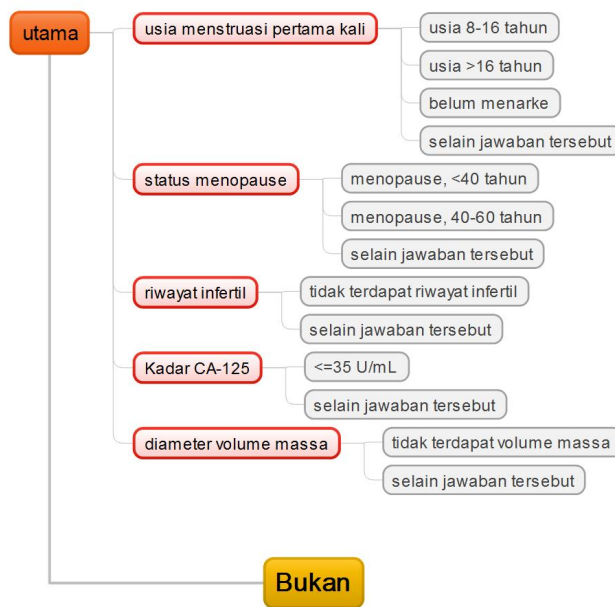 utama
usia menstruasi pertama kali
usia 8-16 tahun
usia >16 tahun
belum menarke
selain jawaban tersebut
status menopause
menopause, <40 tahun
menopause, 40-60 tahun
selain jawaban tersebut
riwayat infertil
tidak terdapat riwayat infertil
selain jawaban tersebut
Kadar CA-125
<=35 U/mL
selain jawaban tersebut
diameter volume massa
tidak terdapat volume massa
selain jawaban tersebut
Bukan